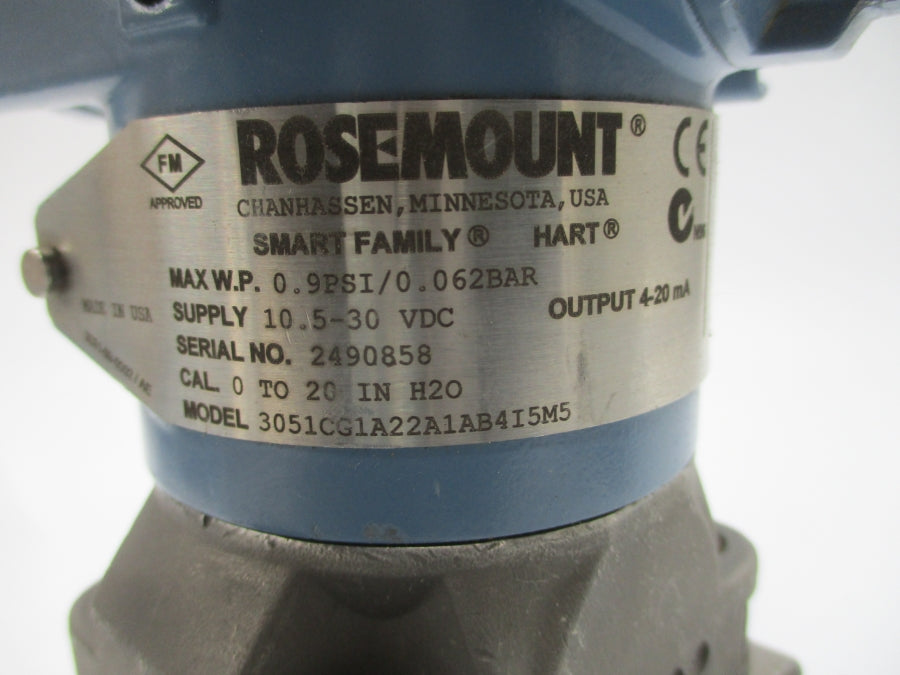 FM
APPROVED
ROSEMOUNT®
CE
CHANHASSEN, MINNESOTA, USA
SMART FAMILY® HART®
MAX W.P. 0.9PSI/0.062BAR
SUPPLY 10.5-30 VDC
OUTPUT 4-20 mA
MADE IN USA
SERIAL NO. 2490858
CAL. 0 TO 20 IN H2O
MODEL 3051CG1A22A1AB4I5M5